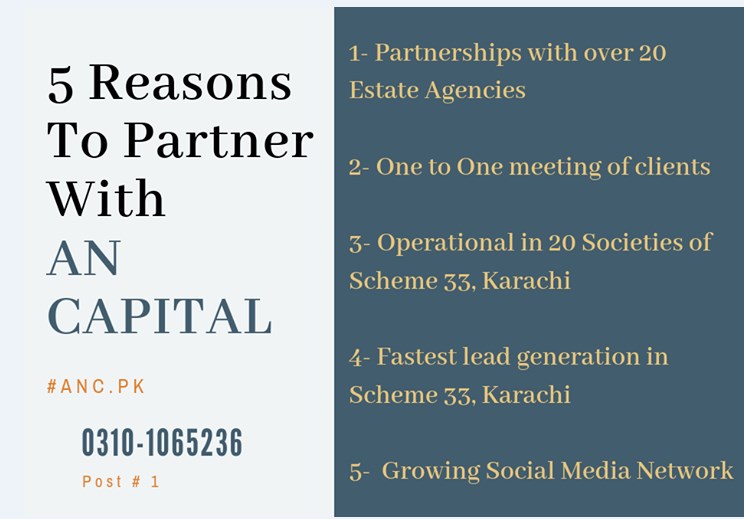 5 Reasons
To Partner
With
AN
CAPITAL
#ANC.PK
0310-1065236
Post # 1
1- Partnerships with over 20
Estate Agencies
2- One to One meeting of clients
3- Operational in 20 Societies of
Scheme 33, Karachi
4- Fastest lead generation in
Scheme 33, Karachi
5- Growing Social Media Network